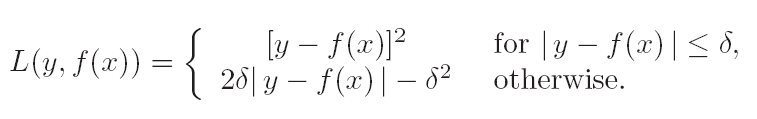 L(y, f(x)) = { [y − f(x)]² for | y − f(x) | ≤ δ,
2δ| y − f(x) | − δ² otherwise.